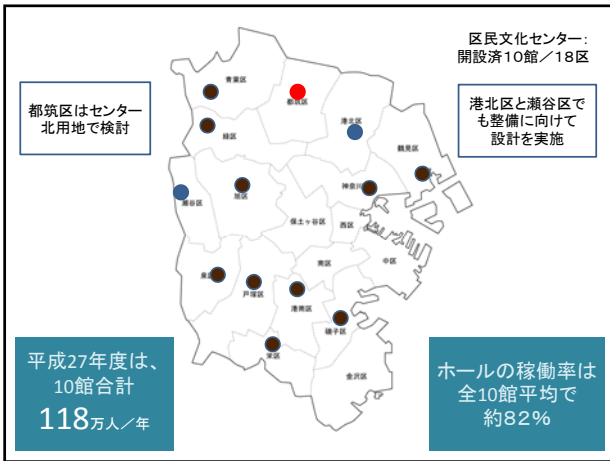 区民文化センター:
開設済10館／18区
都筑区はセンター
北用地で検討
港北区と瀬谷区で
も整備に向けて
設計を実施
青葉区
都筑区
港北区
緑区
鶴見区
瀬谷区
旭区
神奈川
保土ヶ谷区
西区
中区
南区
泉
戸塚区
港南区
磯子区
栄区
金沢区
平成27年度は、
10館合計
118万人／年
ホールの稼働率は
全10館平均で
約82%